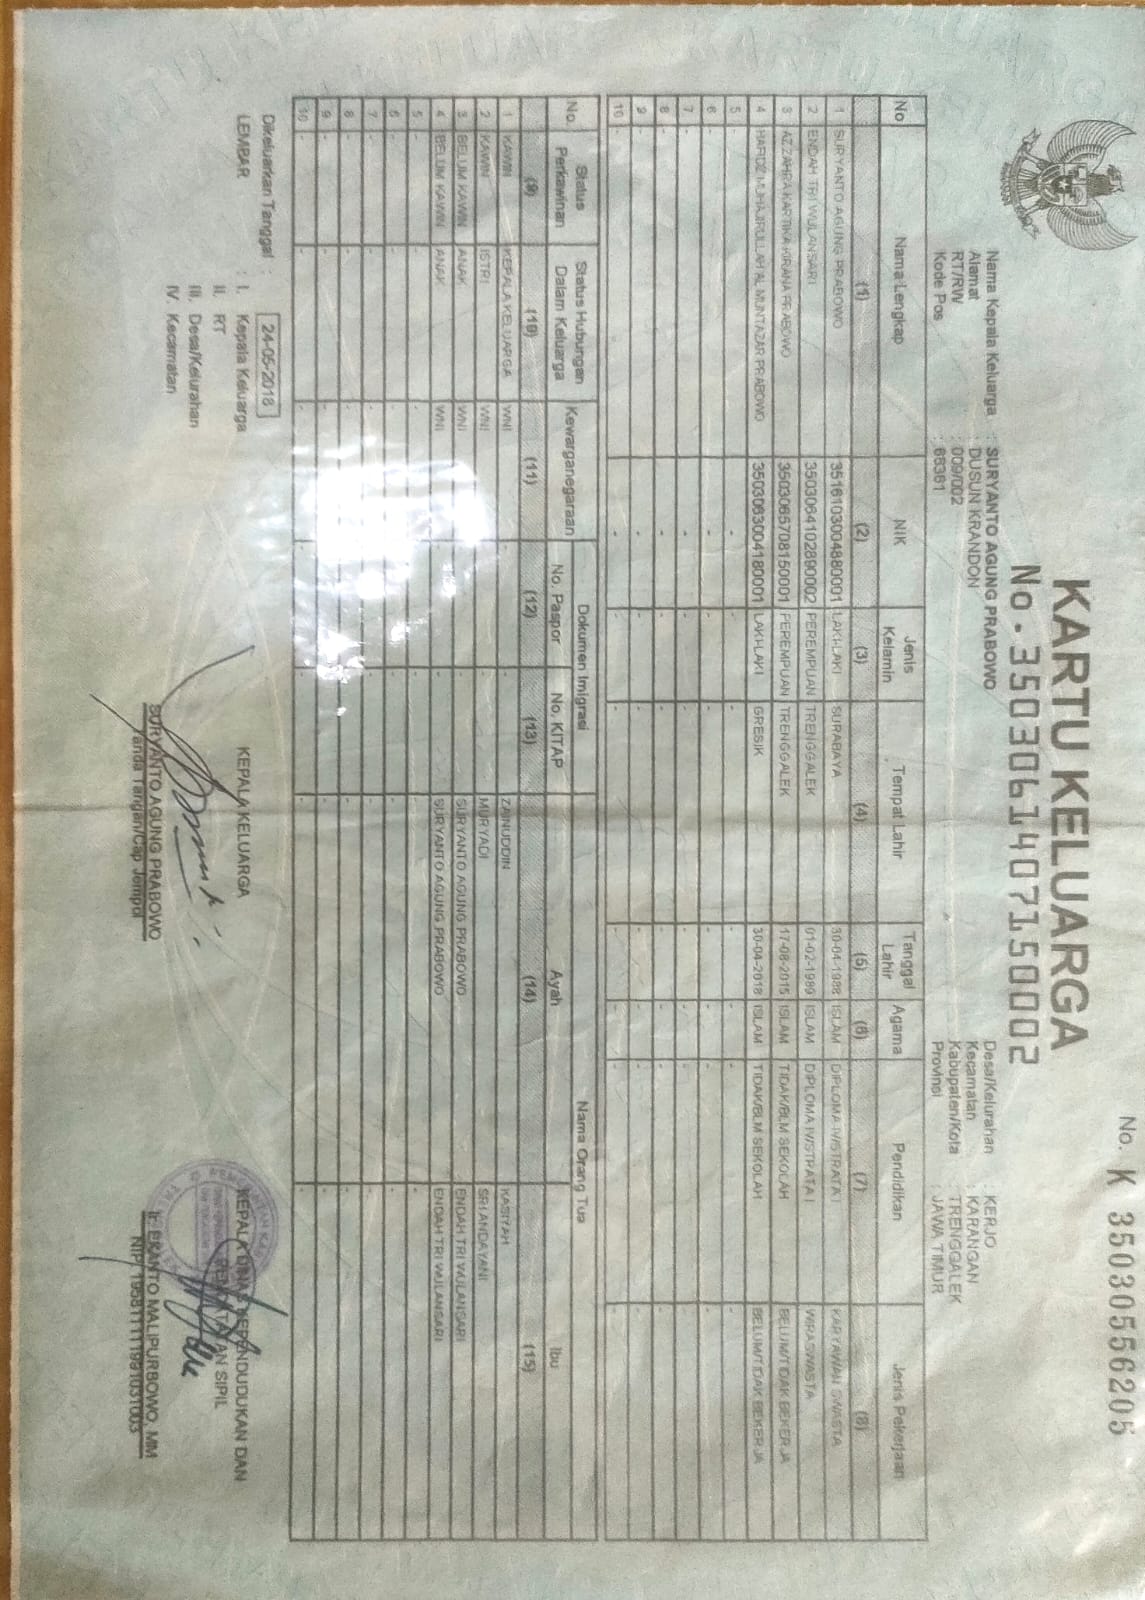 No. K 35030556205
KARTU KELUARGA
No. 3503061407150002
Nama Kepala Keluarga : SURYANTO AGUNG PRABOWO
Alamat : DUSUN KRANDON
RT/RW : 009/002
Kode Pos : 66361
Desa/Kelurahan : KERJO
Kecamatan : KARANGAN
Kabupaten/Kota : TRENGGALEK
Provinsi : JAWA TIMUR
No Nama Lengkap NIK Jenis Kelamin Tempat Lahir Tanggal Lahir Agama Pendidikan Jenis Pekerjaan
(1) (2) (3) (4) (5) (6) (7) (8)
1 SURYANTO AGUNG PRABOWO 3516103004880001 LAKI-LAKI SURABAYA 30-04-1988 ISLAM DIPLOMA IV/STRATA I KARYAWAN SWASTA
2 ENDAH TRI WULANSARI 3503064102890002 PEREMPUAN TRENGGALEK 01-02-1989 ISLAM DIPLOMA IV/STRATA I WIRASWASTA
3 AZZAHRA KARTIKA KIRANA PRABOWO 3503065708150001 PEREMPUAN TRENGGALEK 17-08-2015 ISLAM TIDAK/BLM SEKOLAH BELUM/TIDAK BEKERJA
4 HAFIDZ MUHAJIRULLAH AL MUNTAZAR PRABOWO 3503063004180001 LAKI-LAKI GRESIK 30-04-2018 ISLAM TIDAK/BLM SEKOLAH BELUM/TIDAK BEKERJA
5 - - - - - - - -
6 - - - - - - - -
7 - - - - - - - -
8 - - - - - - - -
9 - - - - - - - -
10 - - - - - - - -
No. Status Perkawinan Status Hubungan Dalam Keluarga Kewarganegaraan Dokumen Imigrasi Nama Orang Tua
No. Paspor No. KITAP Ayah Ibu
(9) (10) (11) (12) (13) (14) (15)
1 KAWIN KEPALA KELUARGA WNI - - ZAINUDDIN KASIYAH
2 KAWIN ISTRI WNI - - MURYADI SRI ANDAYANI
3 BELUM KAWIN ANAK WNI - - SURYANTO AGUNG PRABOWO ENDAH TRI WULANSARI
4 BELUM KAWIN ANAK WNI - - SURYANTO AGUNG PRABOWO ENDAH TRI WULANSARI
5 - - - - - - -
6 - - - - - - -
7 - - - - - - -
8 - - - - - - -
9 - - - - - - -
10 - - - - - - -
Dikeluarkan Tanggal : 24-05-2018
LEMBAR : I. Kepala Keluarga
II. RT
III. Desa/Kelurahan
IV. Kecamatan
KEPALA KELUARGA
SURYANTO AGUNG PRABOWO
Tanda Tangan/Cap Jempol
KEPALA DINAS KEPENDUDUKAN DAN
PENCATATAN SIPIL
Ir. EKANTO MALIPURBOWO, MM
NIP. 195811111991031003